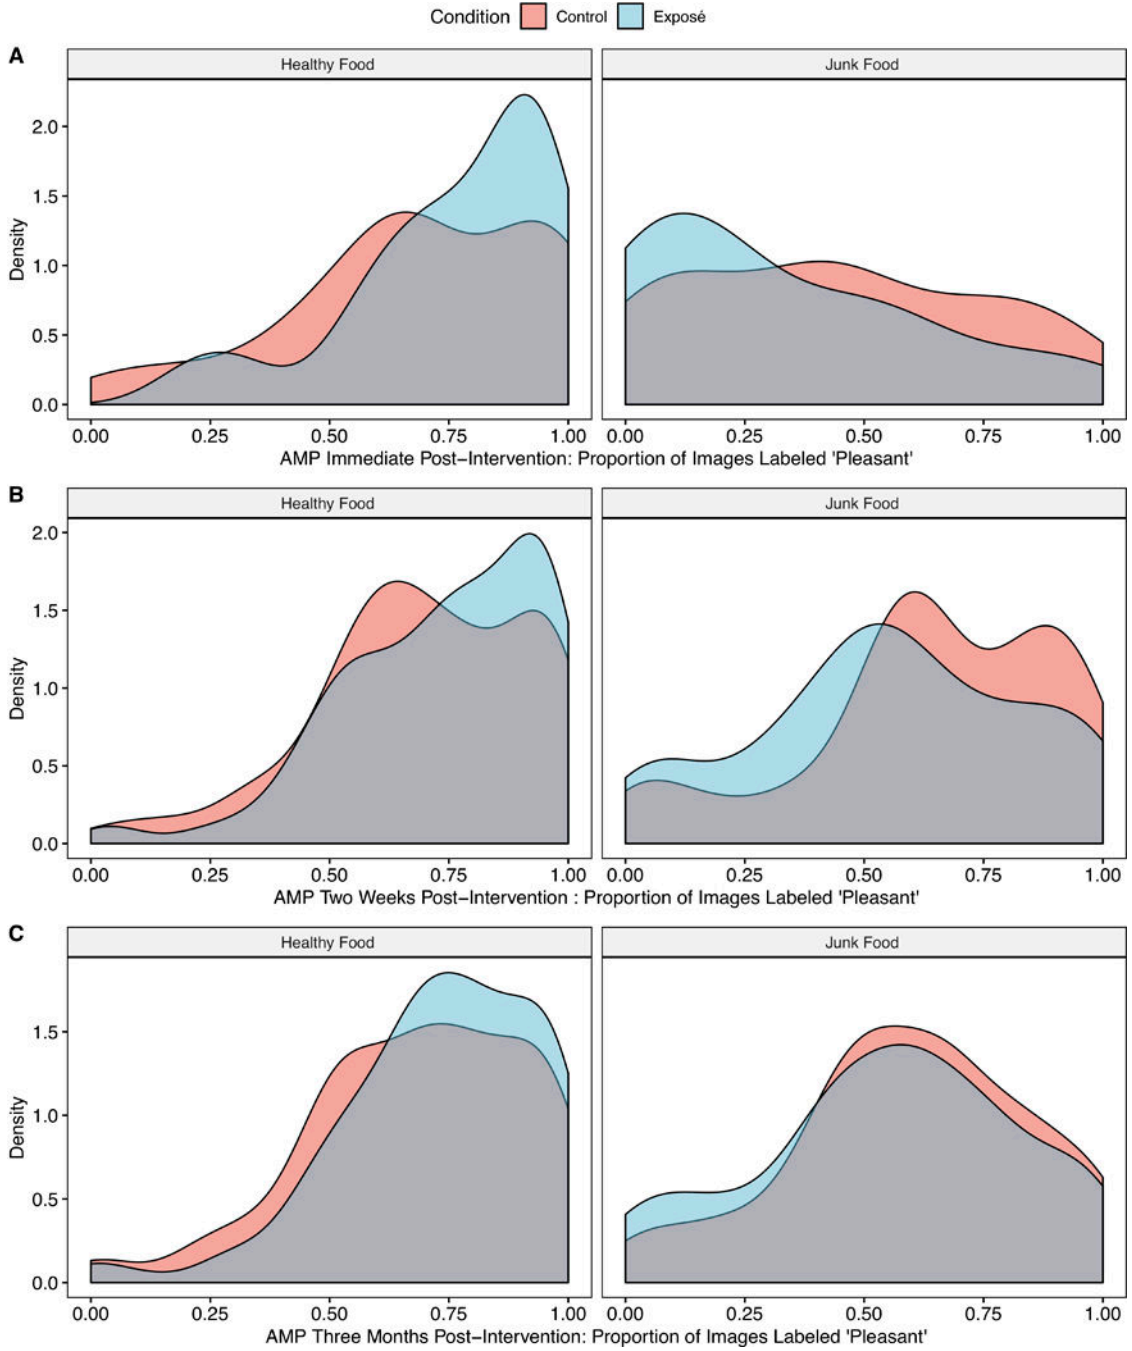 Condition Control Exposé
A
Healthy Food Junk Food
2.0
1.5
1.0
0.5
0.0
Density
0.00 0.25 0.50 0.75 1.00 0.00 0.25 0.50 0.75 1.00
AMP Immediate Post−Intervention: Proportion of Images Labeled 'Pleasant'
B
Healthy Food Junk Food
2.0
1.5
1.0
0.5
0.0
Density
0.00 0.25 0.50 0.75 1.00 0.00 0.25 0.50 0.75 1.00
AMP Two Weeks Post−Intervention : Proportion of Images Labeled 'Pleasant'
C
Healthy Food Junk Food
1.5
1.0
0.5
0.0
Density
0.00 0.25 0.50 0.75 1.00 0.00 0.25 0.50 0.75 1.00
AMP Three Months Post−Intervention: Proportion of Images Labeled 'Pleasant'